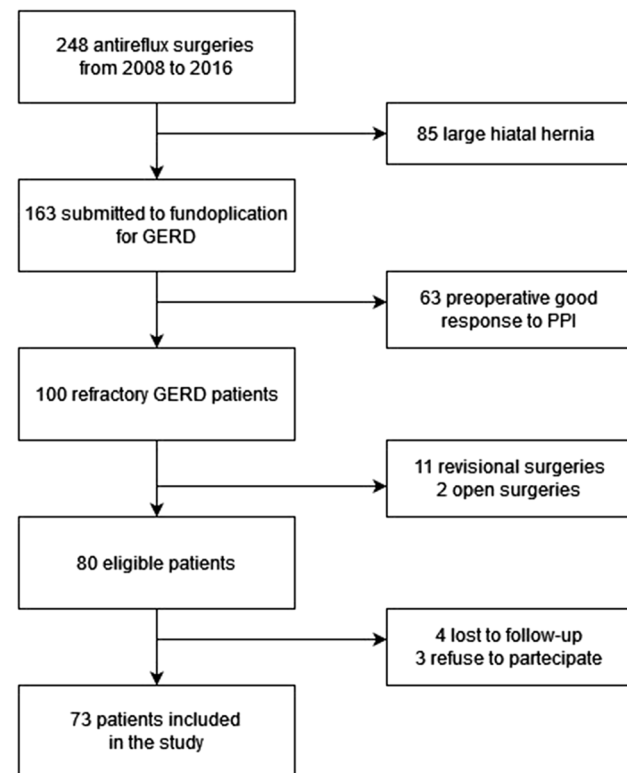 248 antireflux surgeries
from 2008 to 2016
85 large hiatal hernia
163 submitted to fundoplication
for GERD
63 preoperative good
response to PPI
100 refractory GERD patients
11 revisional surgeries
2 open surgeries
80 eligible patients
4 lost to follow-up
3 refuse to partecipate
73 patients included
in the study